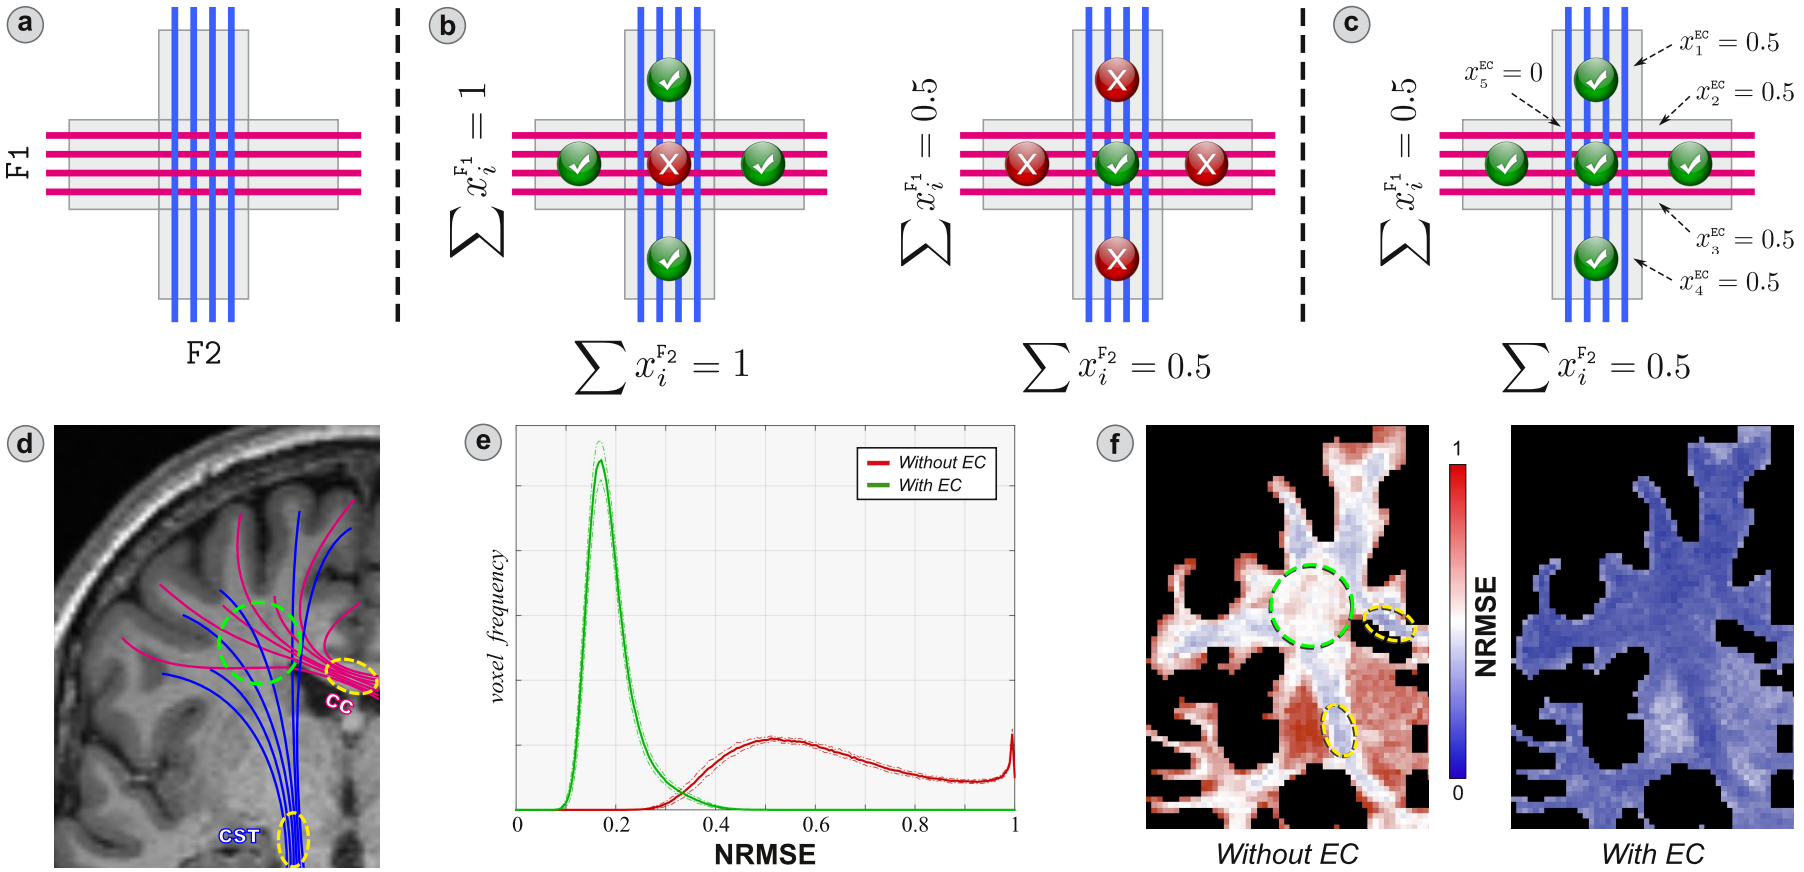 a
F1
F2
b
∑ x_i^F1 = 1
∑ x_i^F2 = 1
∑ x_i^F1 = 0.5
∑ x_i^F2 = 0.5
c
∑ x_i^F1 = 0.5
x_5^EC = 0
x_1^EC = 0.5
x_2^EC = 0.5
x_3^EC = 0.5
x_4^EC = 0.5
∑ x_i^F2 = 0.5
d
CC
CST
e
Without EC
With EC
voxel frequency
0 0.2 0.4 0.6 0.8 1
NRMSE
f
1
NRMSE
0
Without EC
With EC